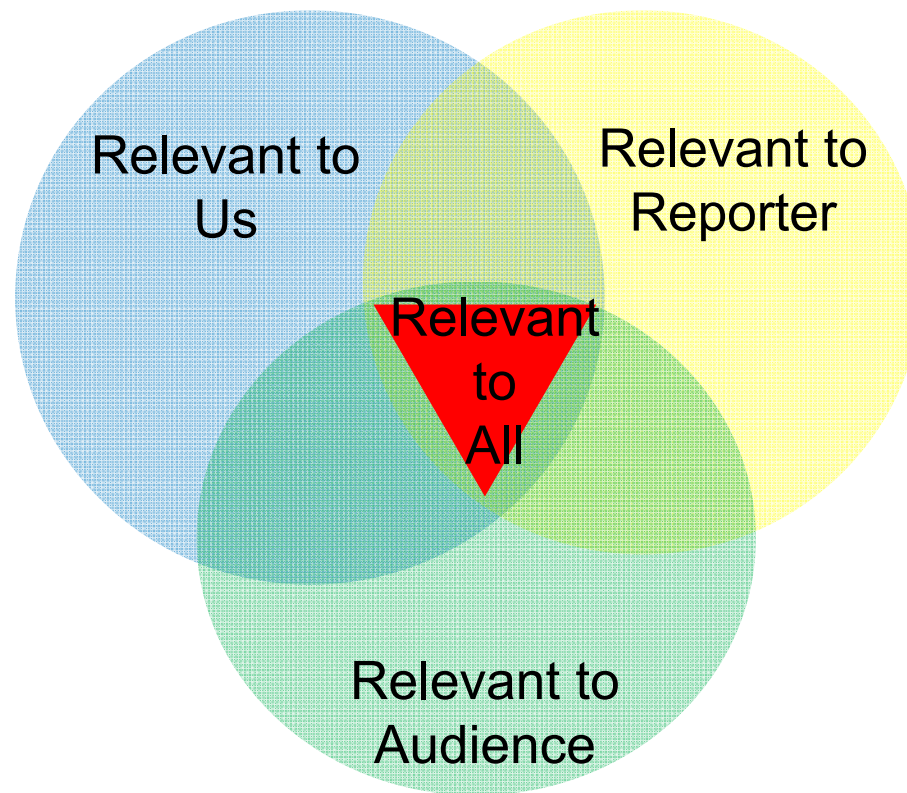 Relevant to
Us
Relevant to
Reporter
Relevant
to
All
Relevant to
Audience